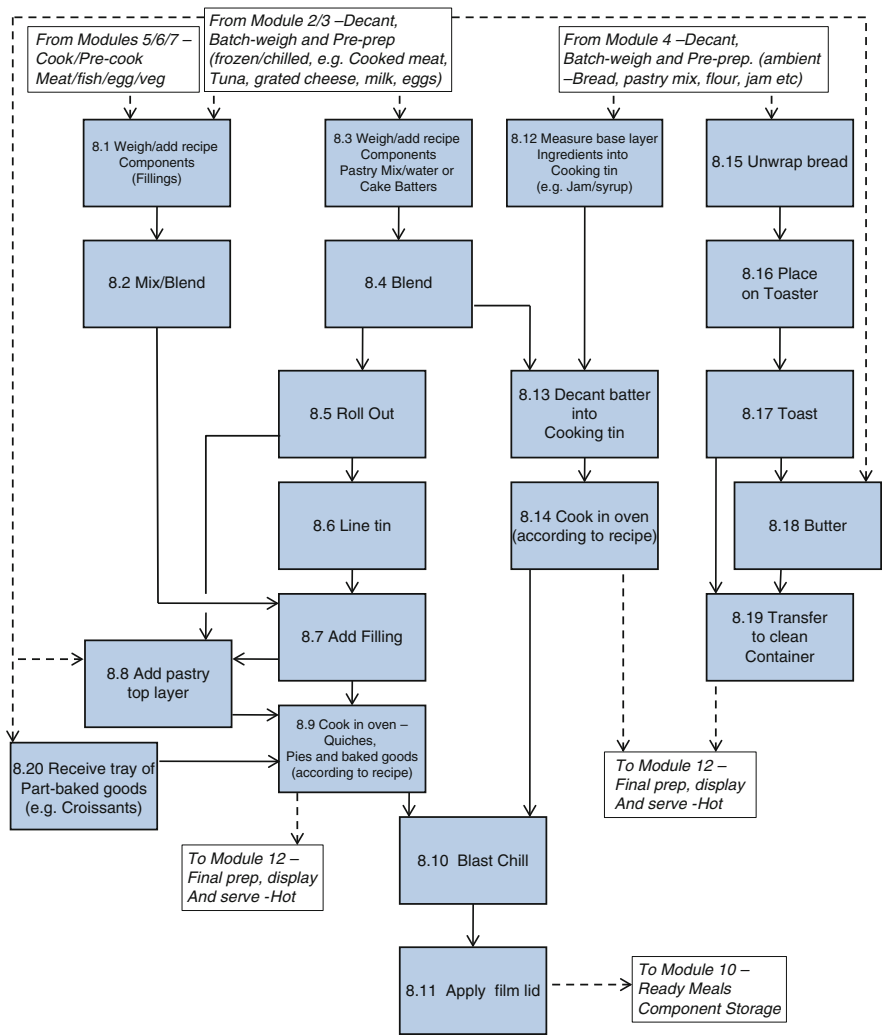 From Modules 5/6/7 –
Cook/Pre-cook
Meat/fish/egg/veg
From Module 2/3 –Decant,
Batch-weigh and Pre-prep
(frozen/chilled, e.g. Cooked meat,
Tuna, grated cheese, milk, eggs)
From Module 4 –Decant,
Batch-weigh and Pre-prep. (ambient
–Bread, pastry mix, flour, jam etc)
8.1 Weigh/add recipe
Components
(Fillings)
8.3 Weigh/add recipe
Components
Pastry Mix/water or
Cake Batters
8.12 Measure base layer
Ingredients into
Cooking tin
(e.g. Jam/syrup)
8.15 Unwrap bread
8.2 Mix/Blend
8.4 Blend
8.16 Place
on Toaster
8.5 Roll Out
8.13 Decant batter
into
Cooking tin
8.17 Toast
8.6 Line tin
8.14 Cook in oven
(according to recipe)
8.18 Butter
8.7 Add Filling
8.19 Transfer
to clean
Container
8.8 Add pastry
top layer
8.9 Cook in oven –
Quiches,
Pies and baked goods
(according to recipe)
8.20 Receive tray of
Part-baked goods
(e.g. Croissants)
To Module 12 –
Final prep, display
And serve -Hot
To Module 12 –
Final prep, display
And serve -Hot
8.10 Blast Chill
8.11 Apply film lid
To Module 10 –
Ready Meals
Component Storage